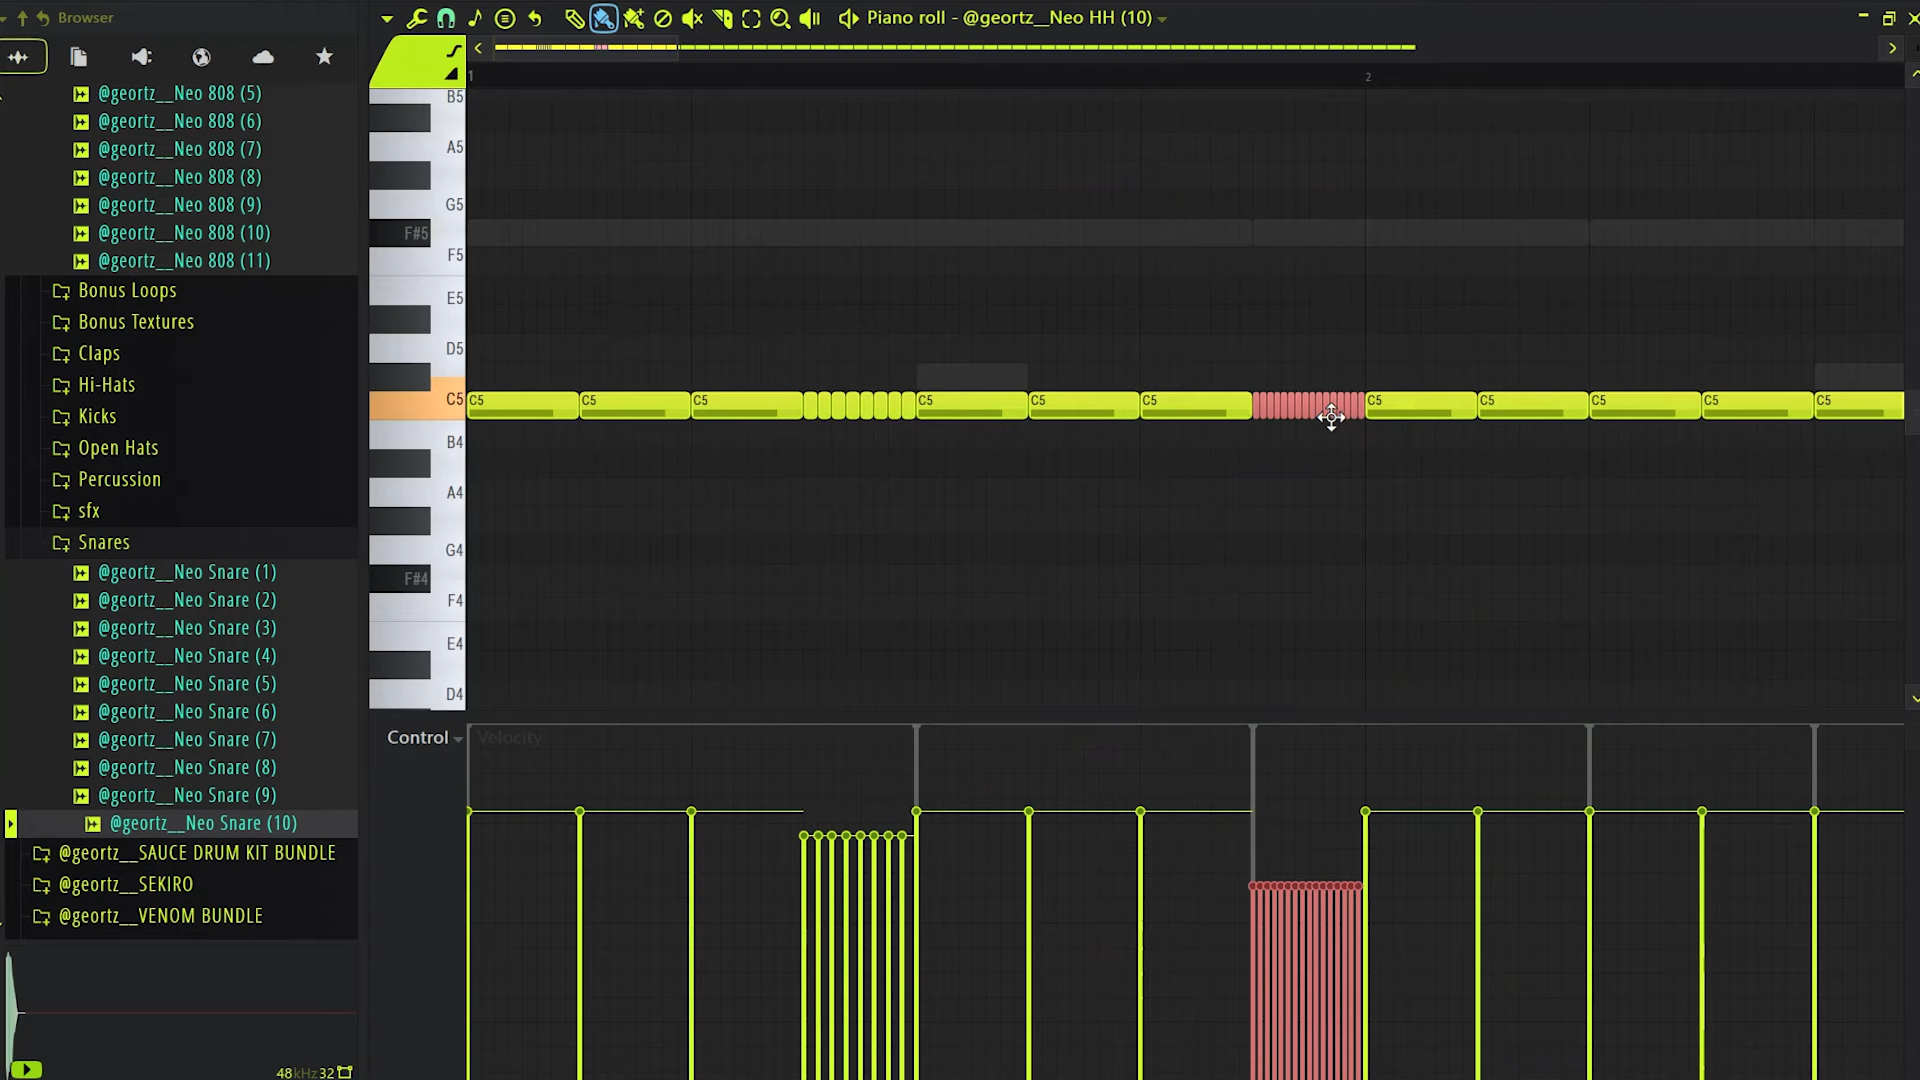 Browser
Piano roll - @geortz__Neo HH (10)
@geortz__Neo 808 (5)
@geortz__Neo 808 (6)
@geortz__Neo 808 (7)
@geortz__Neo 808 (8)
@geortz__Neo 808 (9)
@geortz__Neo 808 (10)
@geortz__Neo 808 (11)
Bonus Loops
Bonus Textures
Claps
Hi-Hats
Kicks
Open Hats
Percussion
sfx
Snares
@geortz__Neo Snare (1)
@geortz__Neo Snare (2)
@geortz__Neo Snare (3)
@geortz__Neo Snare (4)
@geortz__Neo Snare (5)
@geortz__Neo Snare (6)
@geortz__Neo Snare (7)
@geortz__Neo Snare (8)
@geortz__Neo Snare (9)
@geortz__Neo Snare (10)
@geortz__SAUCE DRUM KIT BUNDLE
@geortz__SEKIRO
@geortz__VENOM BUNDLE
48kHz32
1 2
B5
A5
G5
F#5
F5
E5
D5
C5 C5 C5 C5 C5 C5 C5 C5 C5 C5 C5 C5
B4
A4
G4
F#4
F4
E4
D4
Control Velocity